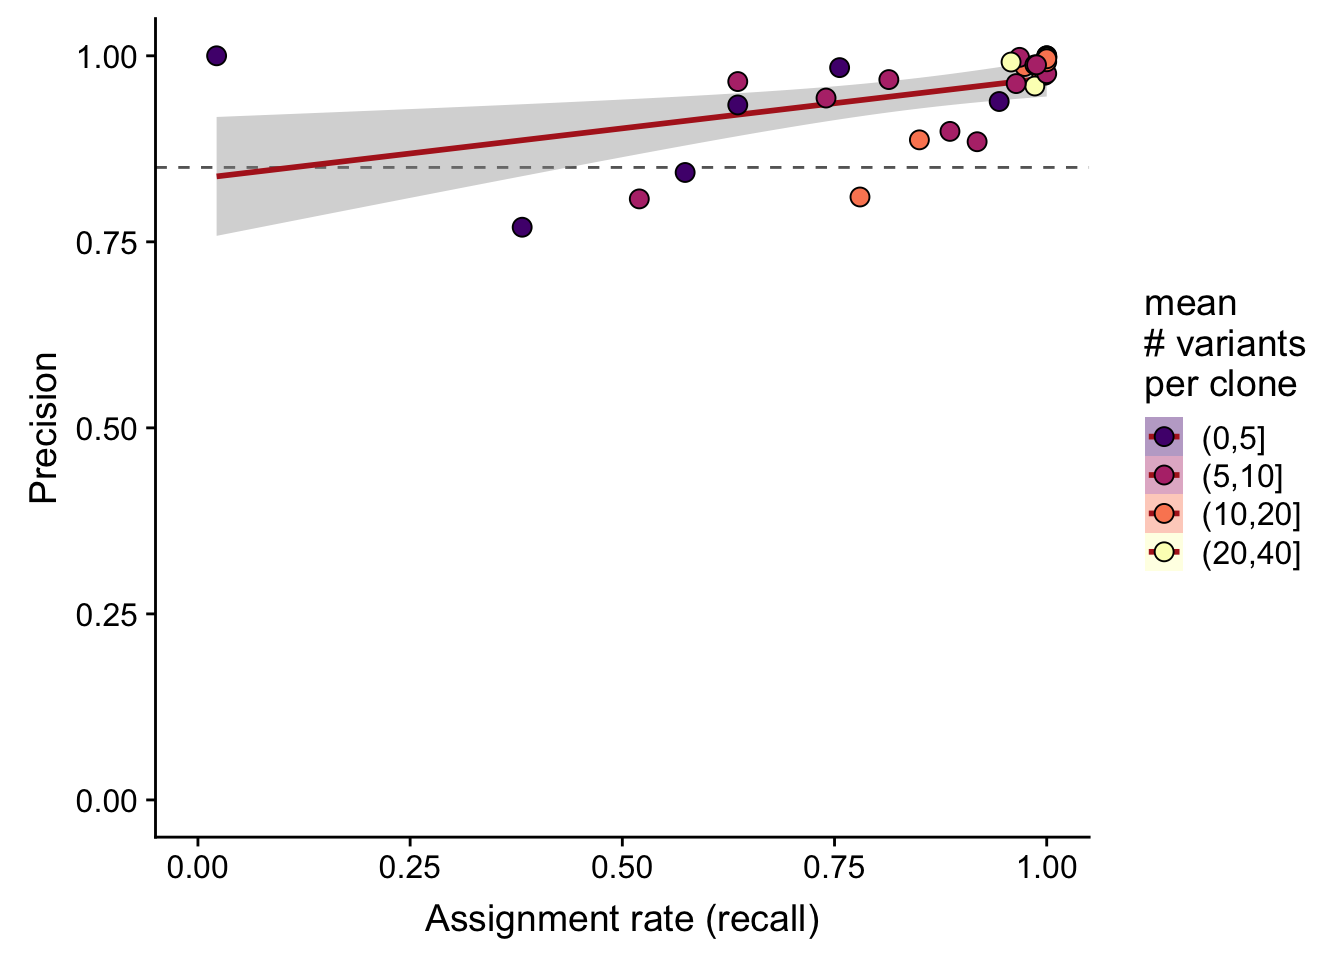 1.00
0.75
0.50
0.25
0.00
Precision
0.00 0.25 0.50 0.75 1.00
Assignment rate (recall)
mean
# variants
per clone
(0,5]
(5,10]
(10,20]
(20,40]